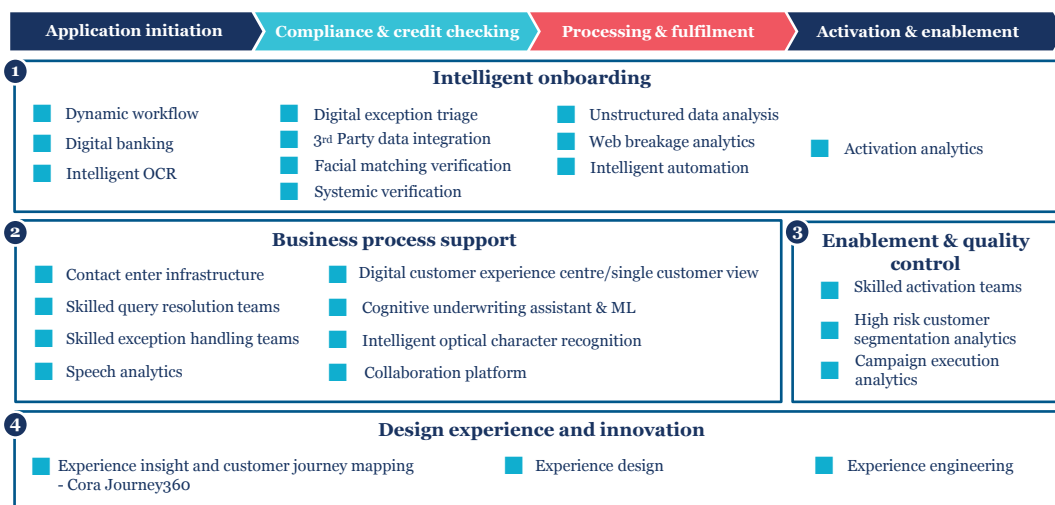 Application initiation
Compliance & credit checking
Processing & fulfilment
Activation & enablement
1
Intelligent onboarding
Dynamic workflow
Digital banking
Intelligent OCR
Digital exception triage
3rd Party data integration
Facial matching verification
Systemic verification
Unstructured data analysis
Web breakage analytics
Intelligent automation
Activation analytics
2
Business process support
Contact enter infrastructure
Skilled query resolution teams
Skilled exception handling teams
Speech analytics
Digital customer experience centre/single customer view
Cognitive underwriting assistant & ML
Intelligent optical character recognition
Collaboration platform
3
Enablement & quality
control
Skilled activation teams
High risk customer
segmentation analytics
Campaign execution
analytics
4
Design experience and innovation
Experience insight and customer journey mapping
- Cora Journey360
Experience design
Experience engineering